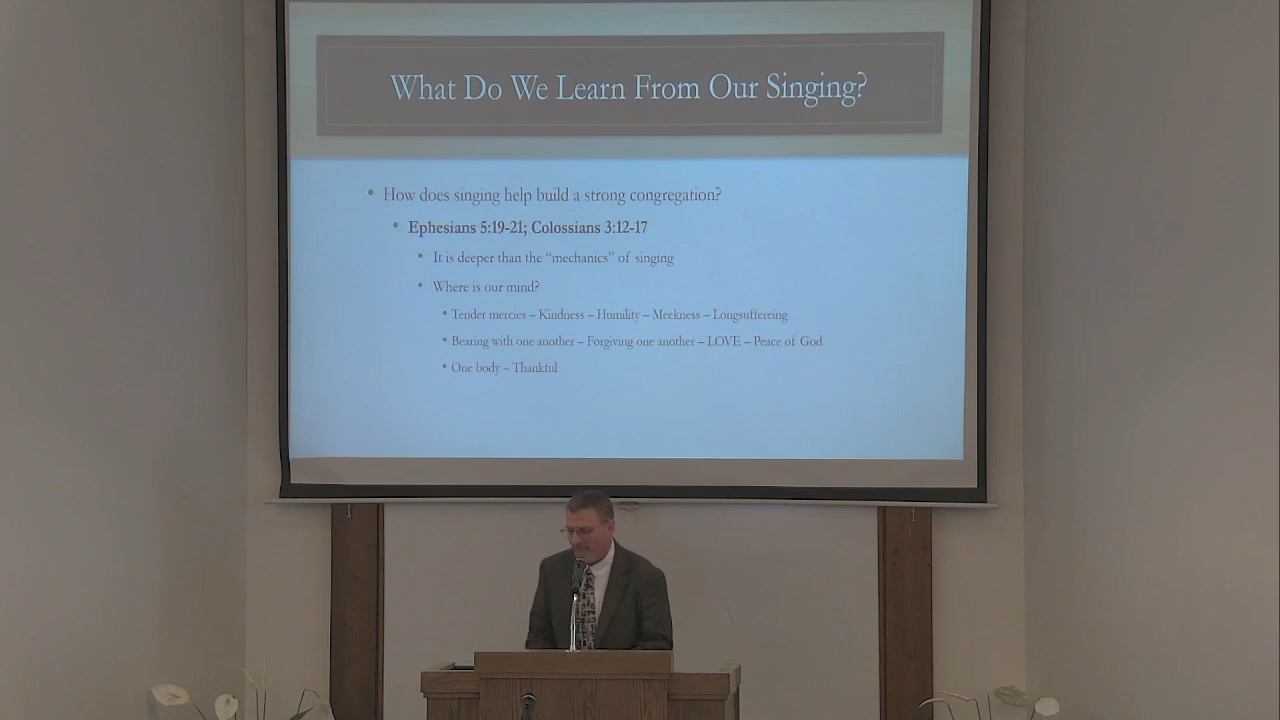 What Do We Learn From Our Singing?
• How does singing help build a strong congregation?
• Ephesians 5:19-21; Colossians 3:12-17
• It is deeper than the “mechanics” of singing
• Where is our mind?
• Tender mercies – Kindness – Humility – Meekness – Longsuffereing
• Bearing with one another – Forgiving one another – LOVE – Peace of God
• One body – Thankful